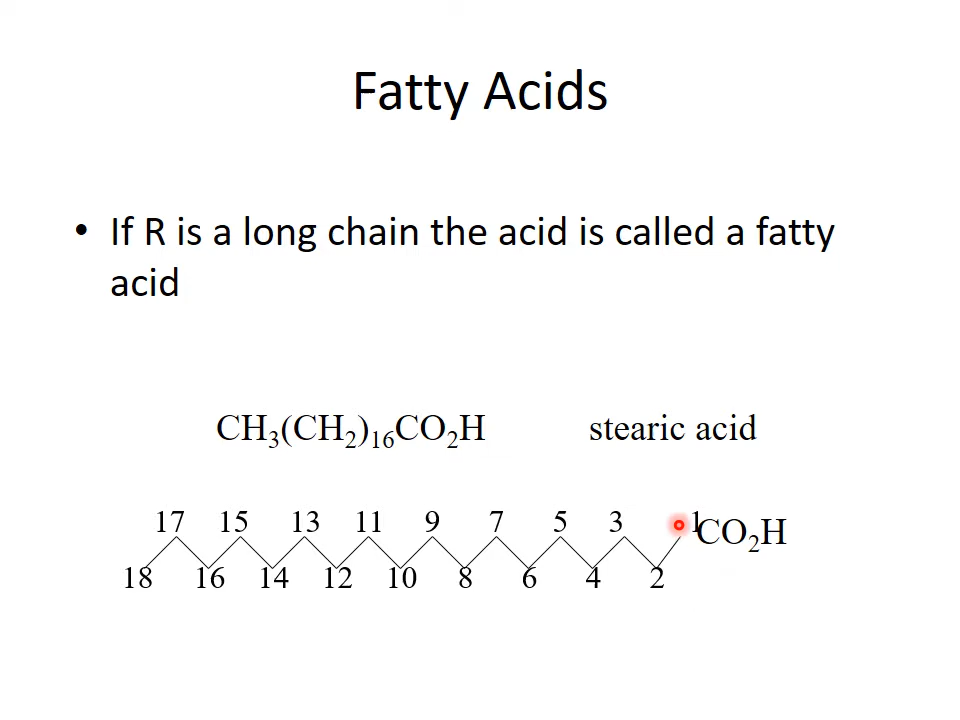 Fatty Acids
• If R is a long chain the acid is called a fatty
acid
CH₃(CH₂)₁₆CO₂H stearic acid
17 15 13 11 9 7 5 3 1
CO₂H
18 16 14 12 10 8 6 4 2